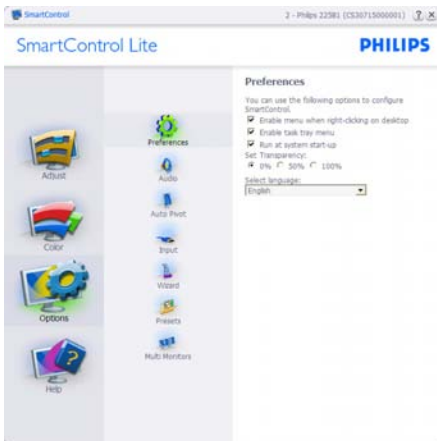 SmartControl
2 - Philips 225B1 (CS30715000001)
SmartControl Lite
PHILIPS
Adjust
Color
Options
Help
Preferences
Audio
Auto Pivot
Input
Wizard
Presets
Multi Monitors
Preferences
You can use the following options to configure
SmartControl.
Enable menu when right-clicking on desktop
Enable task tray menu
Run at system start-up
Set Transparency:
0% 50% 100%
Select language:
English